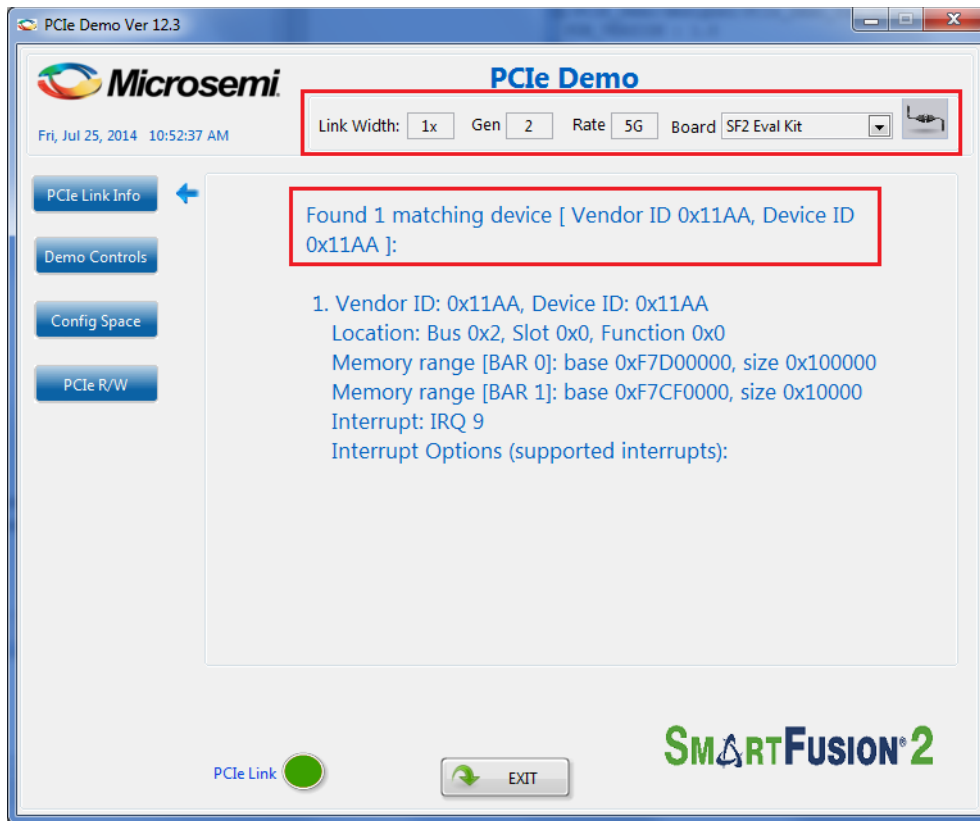 PCIe Demo Ver 12.3
Microsemi.
PCIe Demo
Fri, Jul 25, 2014 10:52:37 AM
Link Width: 1x Gen 2 Rate 5G Board SF2 Eval Kit
PCIe Link Info
Demo Controls
Config Space
PCIe R/W
Found 1 matching device [ Vendor ID 0x11AA, Device ID
0x11AA ]:
1. Vendor ID: 0x11AA, Device ID: 0x11AA
Location: Bus 0x2, Slot 0x0, Function 0x0
Memory range [BAR 0]: base 0xF7D00000, size 0x100000
Memory range [BAR 1]: base 0xF7CF0000, size 0x10000
Interrupt: IRQ 9
Interrupt Options (supported interrupts):
SMARTFUSION®2
PCIe Link
EXIT